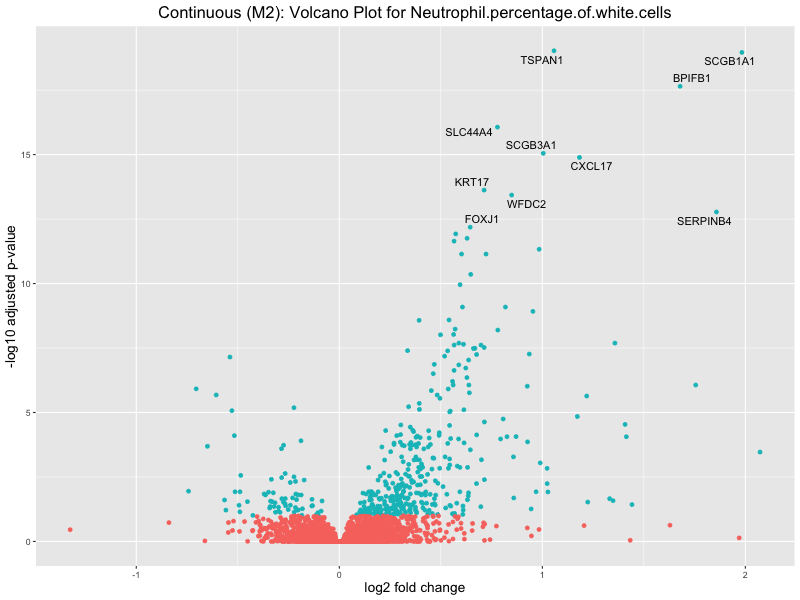 Continuous (M2): Volcano Plot for Neutrophil.percentage.of.white.cells
TSPAN1
SCGB1A1
BPIFB1
SLC44A4
SCGB3A1
CXCL17
KRT17
WFDC2
FOXJ1
SERPINB4
15
10
5
0
-log10 adjusted p-value
-1
0
1
2
log2 fold change